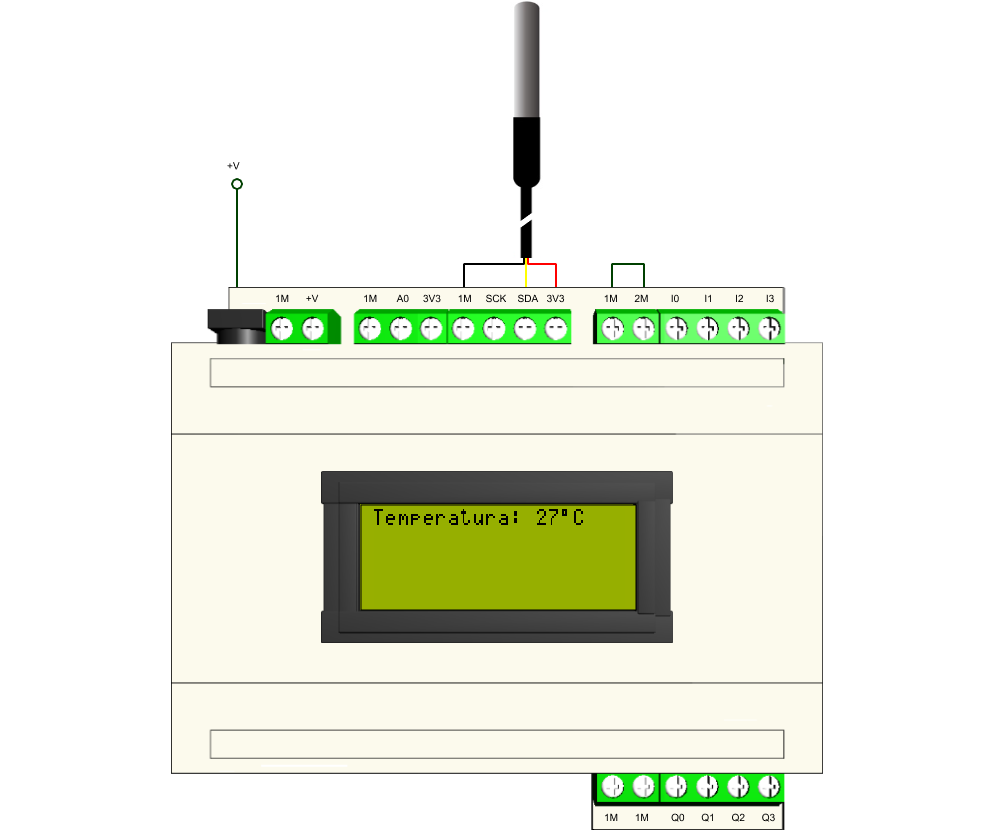 +V
1M +V 1M A0 3V3 1M SCK SDA 3V3 1M 2M I0 I1 I2 I3
Temperatura: 27°C
1M 1M Q0 Q1 Q2 Q3